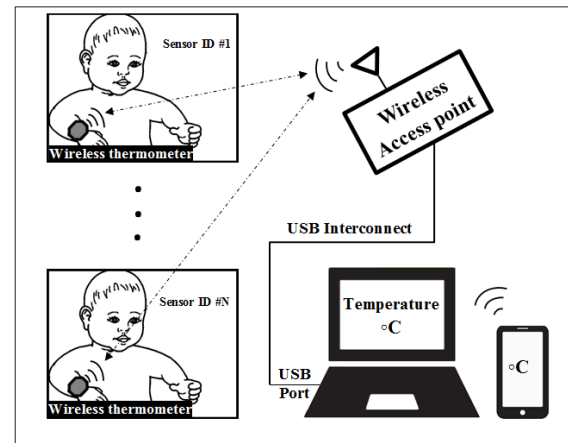 Sensor ID #1
Wireless thermometer
Wireless
Access point
USB Interconnect
Sensor ID #N
Wireless thermometer
Temperature
°C
USB
Port
°C